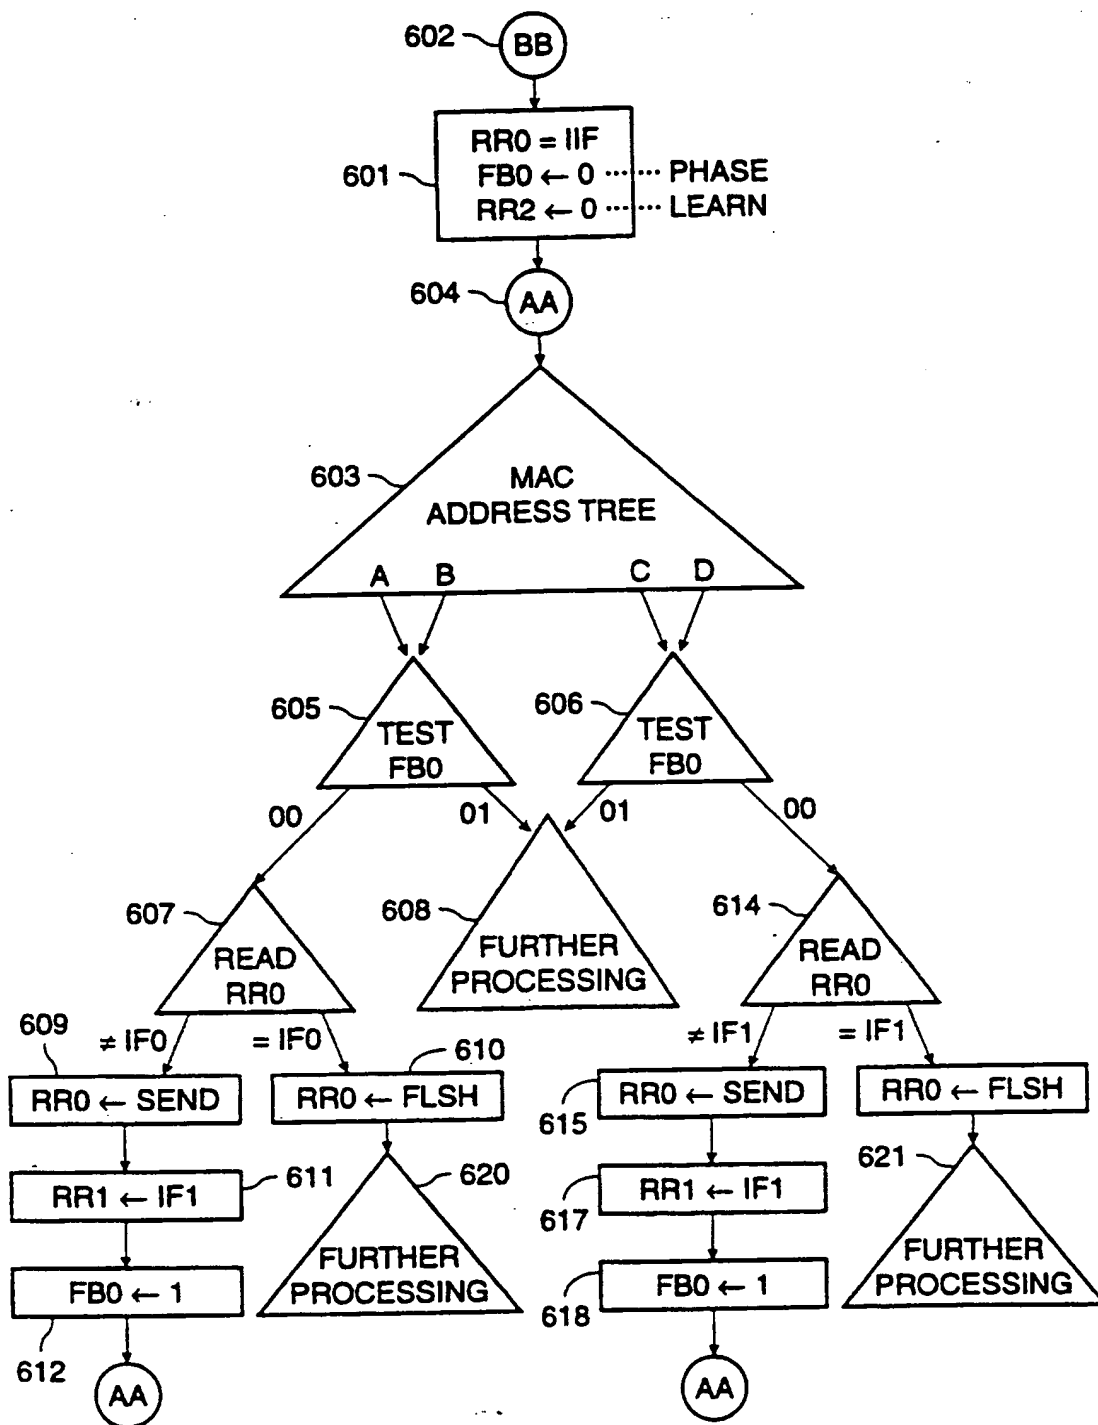 602 BB
601
RR0 = IIF
FB0 ← 0 ······ PHASE
RR2 ← 0 ······ LEARN
604 AA
603
MAC
ADDRESS TREE
A B C D
605
TEST
FB0
606
TEST
FB0
00 01 01 00
607
READ
RR0
608
FURTHER
PROCESSING
614
READ
RR0
609 ≠ IF0 = IF0 610
≠ IF1 = IF1
RR0 ← SEND
RR0 ← FLSH
615 RR0 ← SEND
RR0 ← FLSH
RR1 ← IF1 611
620
FURTHER
PROCESSING
617 RR1 ← IF1
621
FURTHER
PROCESSING
FB0 ← 1
612
618 FB0 ← 1
AA
AA